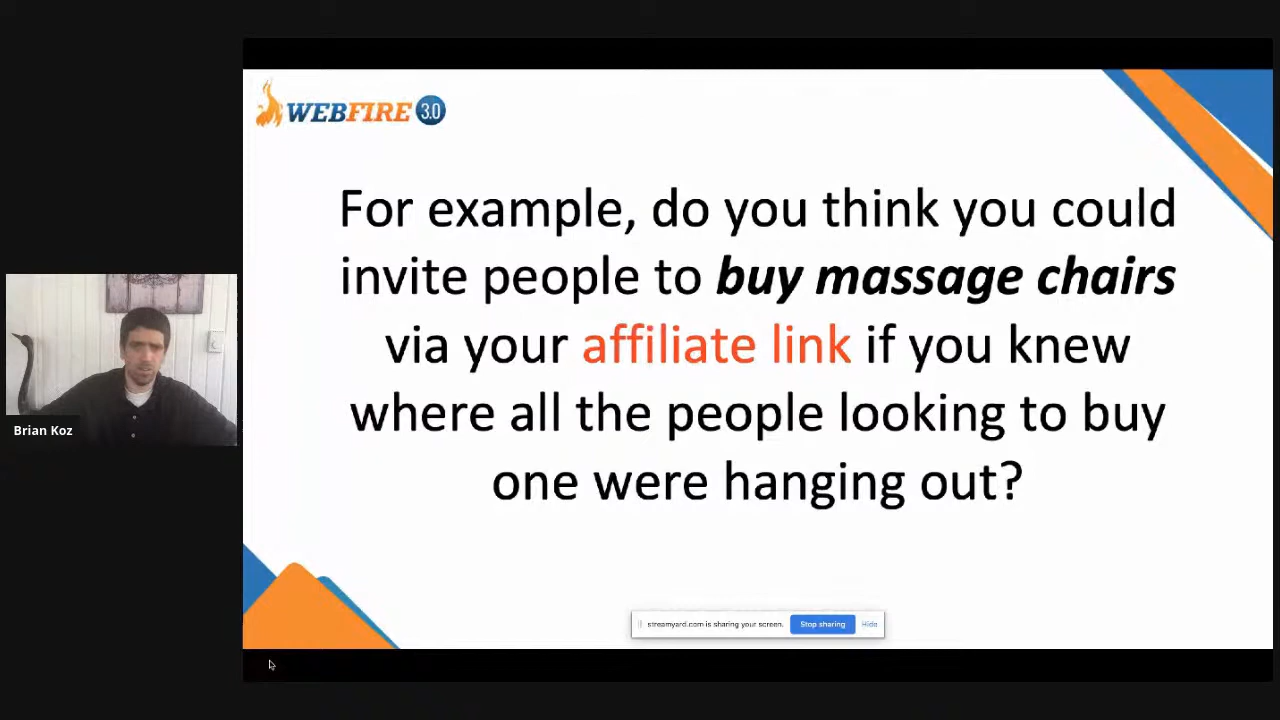 WEBFIRE 3.0
For example, do you think you could
invite people to buy massage chairs
via your affiliate link if you knew
where all the people looking to buy
one were hanging out?
Brian Koz
streamyard.com is sharing your screen. Stop sharing Hide